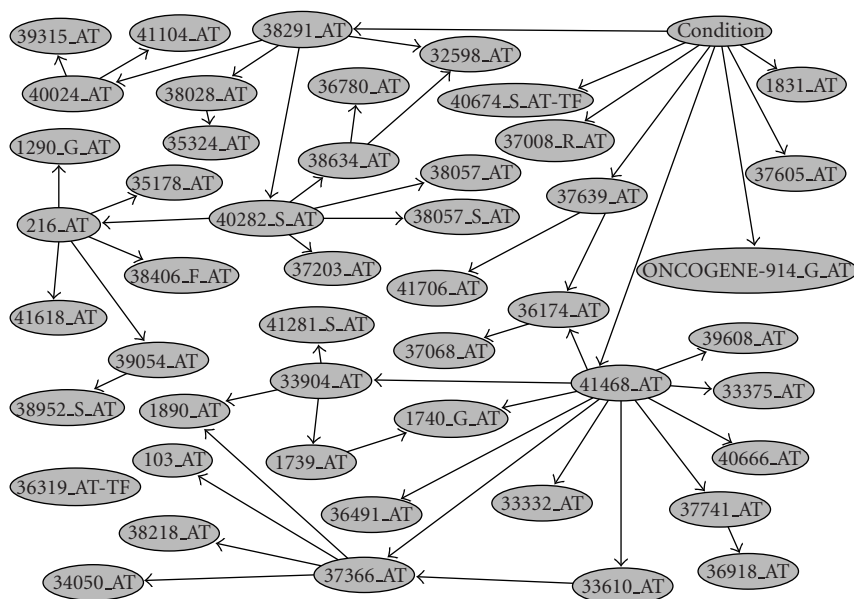 39315_AT
41104_AT
38291_AT
Condition
32598_AT
40024_AT
38028_AT
36780_AT
40674_S_AT-TF
1831_AT
1290_G_AT
35324_AT
38634_AT
37008_R_AT
35178_AT
38057_AT
37605_AT
216_AT
40282_S_AT
38057_S_AT
37639_AT
38406_F_AT
37203_AT
41706_AT
ONCOGENE-914_G_AT
41618_AT
41281_S_AT
36174_AT
39054_AT
37068_AT
39608_AT
33904_AT
41468_AT
33375_AT
38952_S_AT
1890_AT
1740_G_AT
103_AT
1739_AT
40666_AT
36319_AT-TF
36491_AT
33332_AT
37741_AT
38218_AT
34050_AT
37366_AT
33610_AT
36918_AT